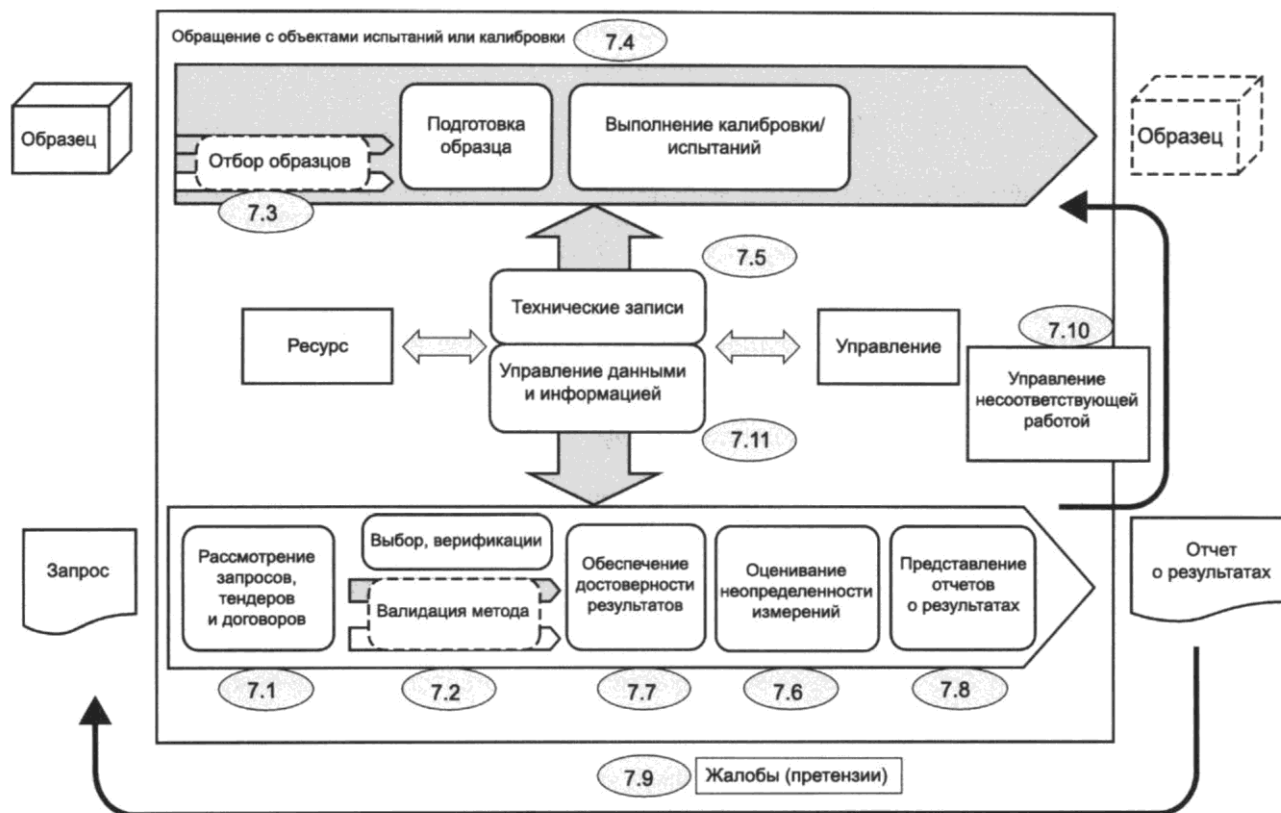 Обращение с объектами испытаний или калибровки
7.4
Образец
Отбор образцов
Подготовка
образца
Выполнение калибровки/
испытаний
Образец
7.3
7.5
Технические записи
Ресурс
Управление
7.10
Управление данными
и информацией
Управление
несоответствующей
работой
7.11
Запрос
Рассмотрение
запросов,
тендеров
и договоров
Выбор, верификации
Валидация метода
Обеспечение
достоверности
результатов
Оценивание
неопределенности
измерений
Представление
отчетов
о результатах
Отчет
о результатах
7.1
7.2
7.7
7.6
7.8
7.9
Жалобы (претензии)